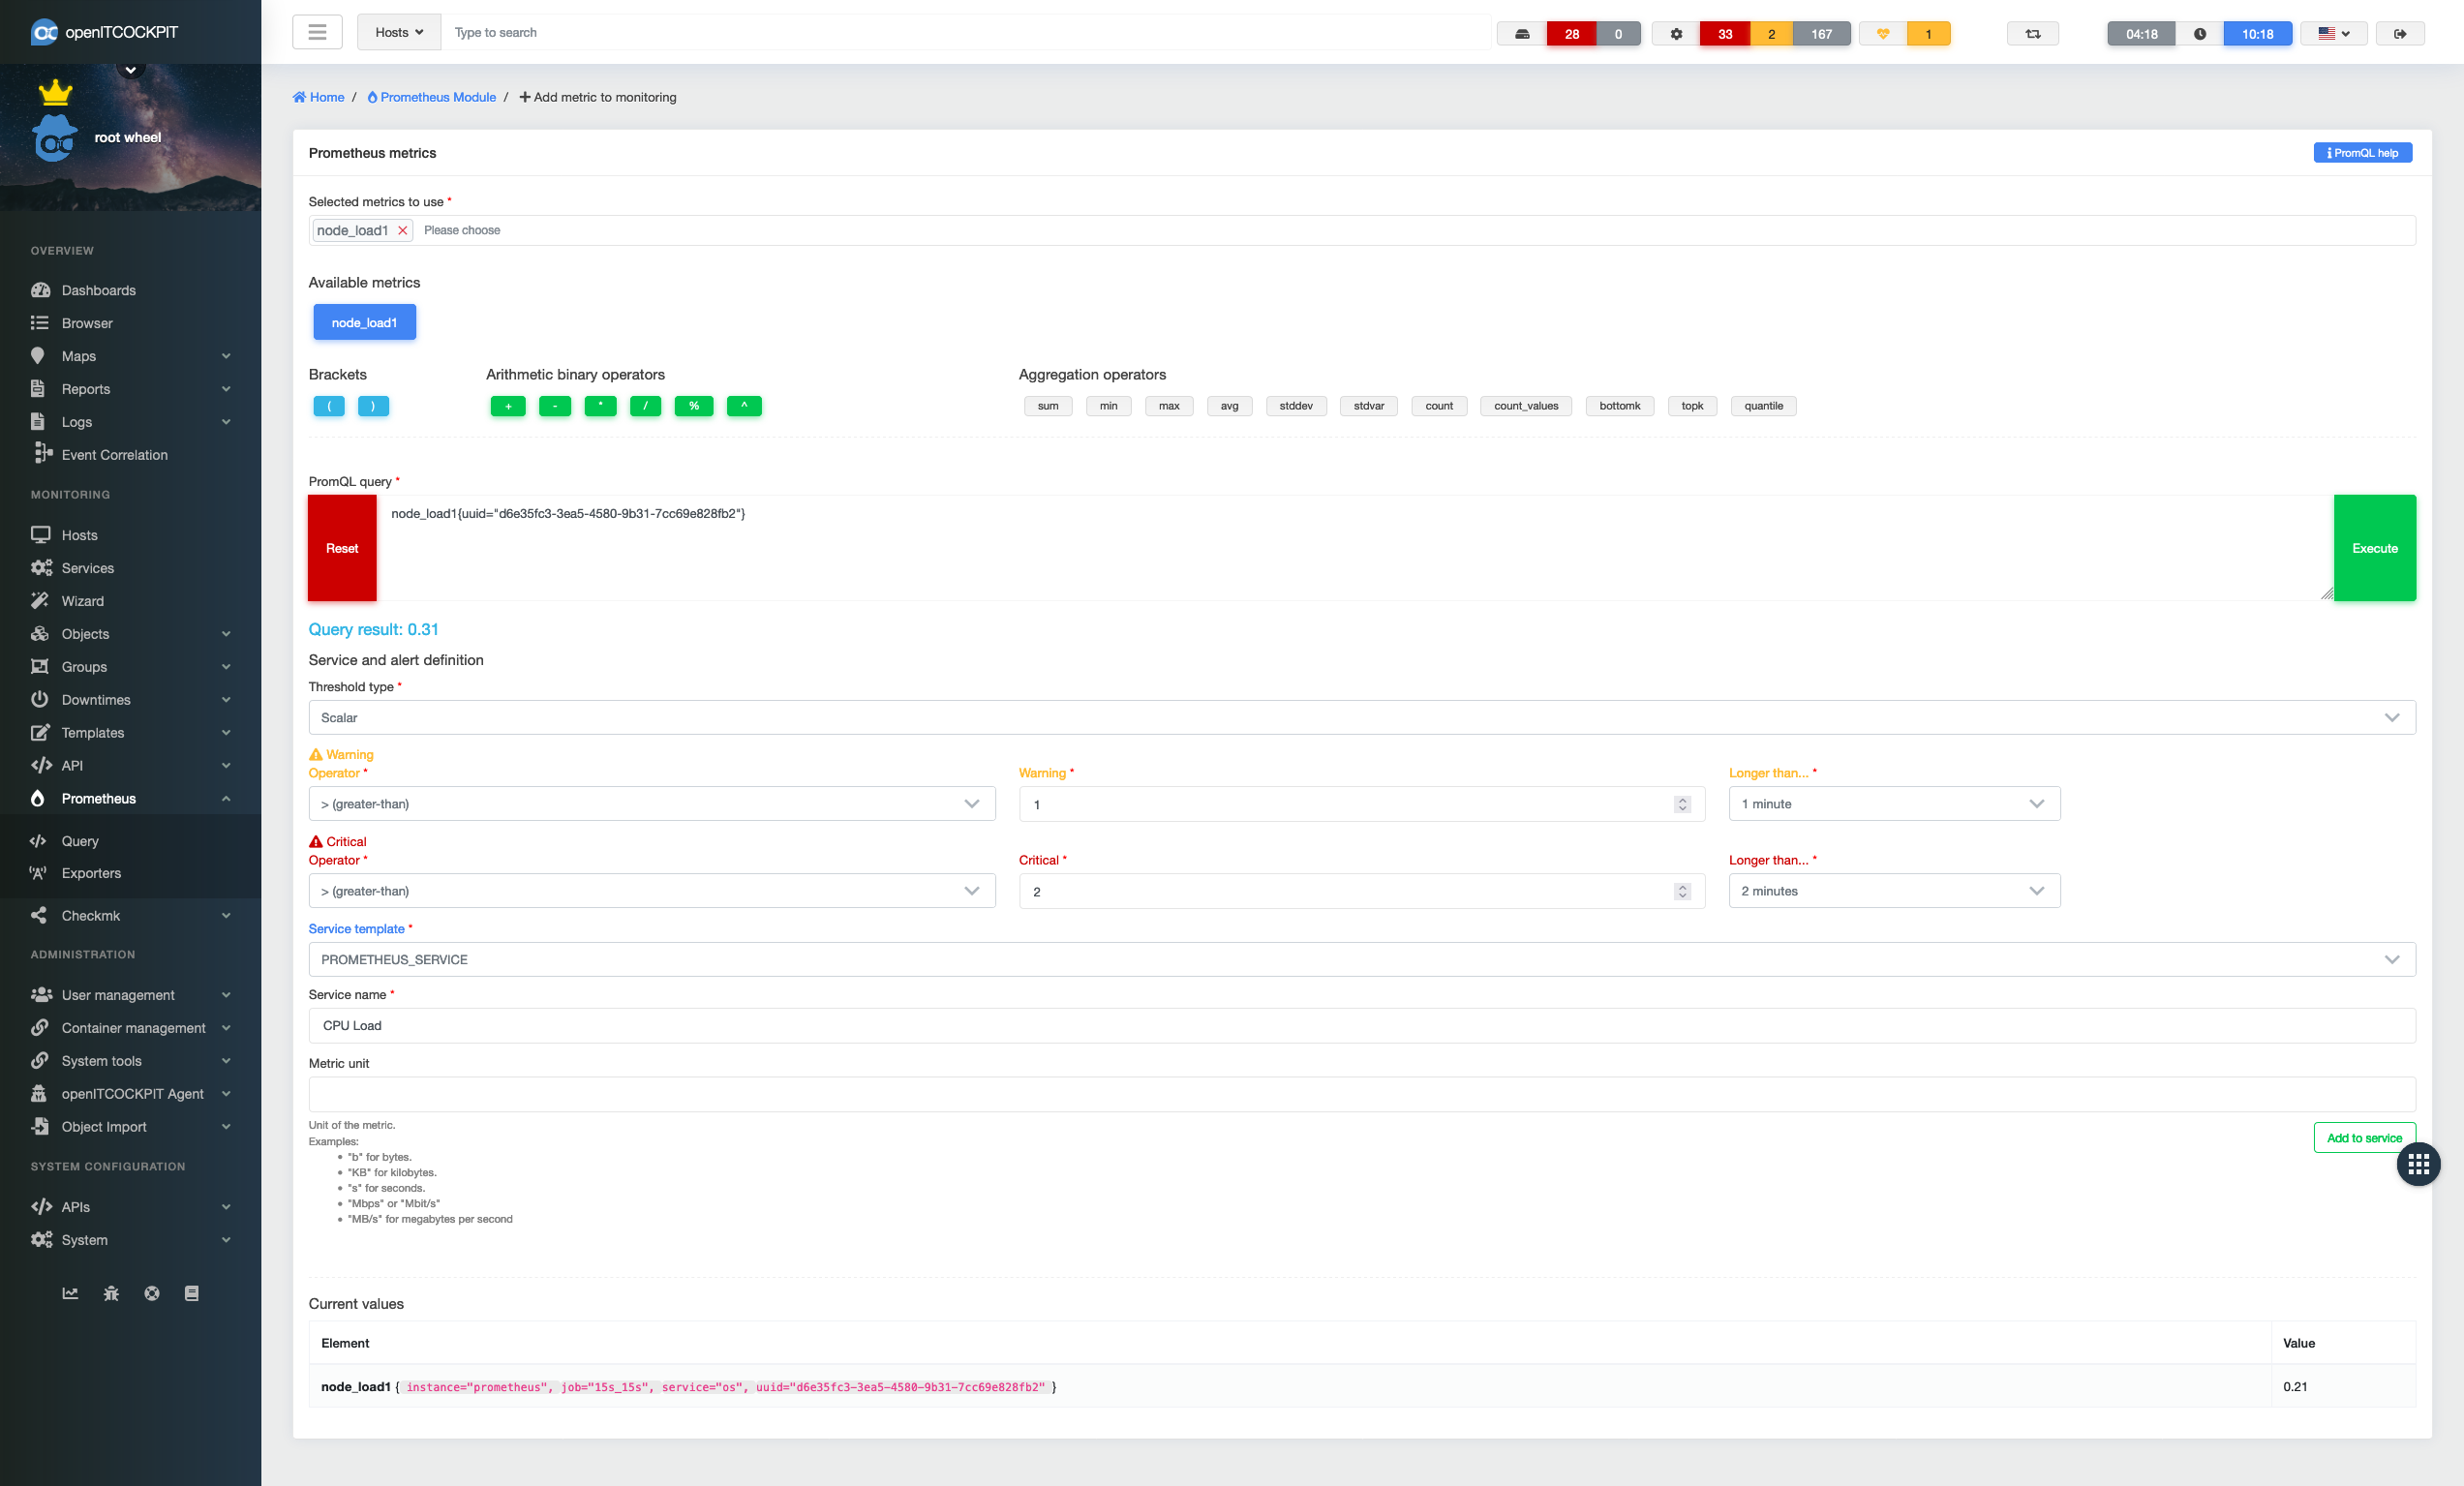 openITCOCKPIT
Hosts
Type to search
28
0
33
2
167
1
04:18
10:18
root wheel
Home / Prometheus Module / Add metric to monitoring
OVERVIEW
Dashboards
Browser
Maps
Reports
Logs
Event Correlation
MONITORING
Hosts
Services
Wizard
Objects
Groups
Downtimes
Templates
API
Prometheus
Query
Exporters
Checkmk
ADMINISTRATION
User management
Container management
System tools
openITCOCKPIT Agent
Object Import
SYSTEM CONFIGURATION
APIs
System
Prometheus metrics
PromQL help
Selected metrics to use *
node_load1 Please choose
Available metrics
node_load1
Brackets
( )
Arithmetic binary operators
+ - * / % ^
Aggregation operators
sum min max avg stddev stdvar count count_values bottomk topk quantile
PromQL query *
Reset
node_load1{uuid="d6e35fc3-3ea5-4580-9b31-7cc69e828fb2"}
Execute
Query result: 0.31
Service and alert definition
Threshold type *
Scalar
Warning
Operator * Warning * Longer than... *
> (greater-than) 1 1 minute
Critical
Operator * Critical * Longer than... *
> (greater-than) 2 2 minutes
Service template *
PROMETHEUS_SERVICE
Service name *
CPU Load
Metric unit
Unit of the metric.
Examples:
• "b" for bytes.
• "KB" for kilobytes.
• "s" for seconds.
• "Mbps" or "Mbit/s"
• "MB/s" for megabytes per second
Add to service
Current values
Element Value
node_load1 { instance="prometheus", job="15s_15s", service="os", uuid="d6e35fc3-3ea5-4580-9b31-7cc69e828fb2" } 0.21